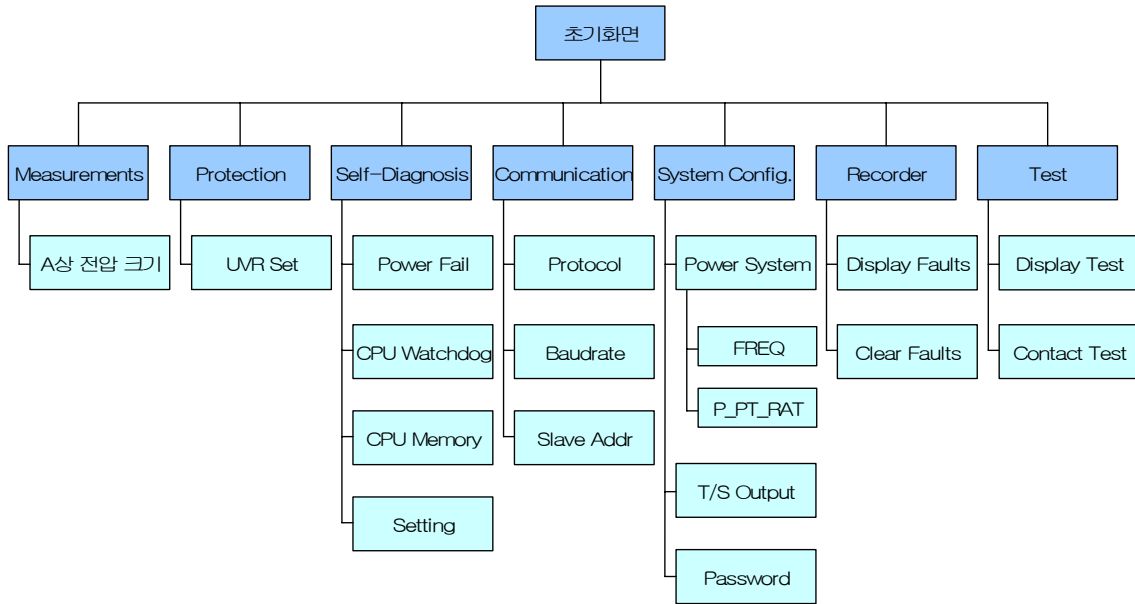 초기화면
Measurements
Protection
Self-Diagnosis
Communication
System Config.
Recorder
Test
A상 전압 크기
UVR Set
Power Fail
Protocol
Power System
Display Faults
Display Test
CPU Watchdog
Baudrate
FREQ
Clear Faults
Contact Test
P_PT_RAT
CPU Memory
Slave Addr
T/S Output
Setting
Password